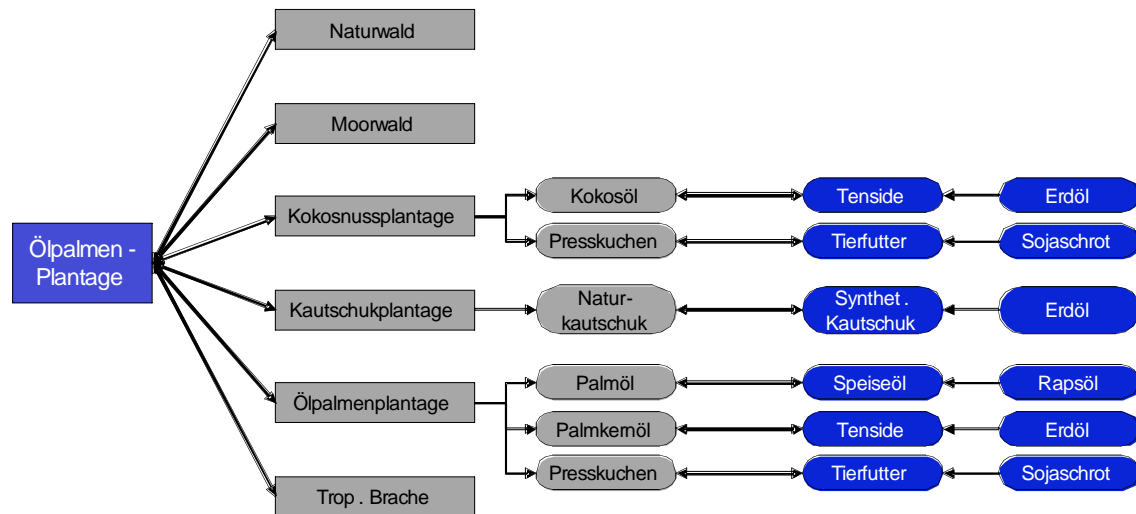 Naturwald
Moorwald
Kokosnussplantage
Kokosöl
Tenside
Erdöl
Presskuchen
Tierfutter
Sojaschrot
Ölpalmen -
Plantage
Kautschukplantage
Natur-
kautschuk
Synthet .
Kautschuk
Erdöl
Ölpalmenplantage
Palmöl
Speiseöl
Rapsöl
Palmkernöl
Tenside
Erdöl
Presskuchen
Tierfutter
Sojaschrot
Trop . Brache